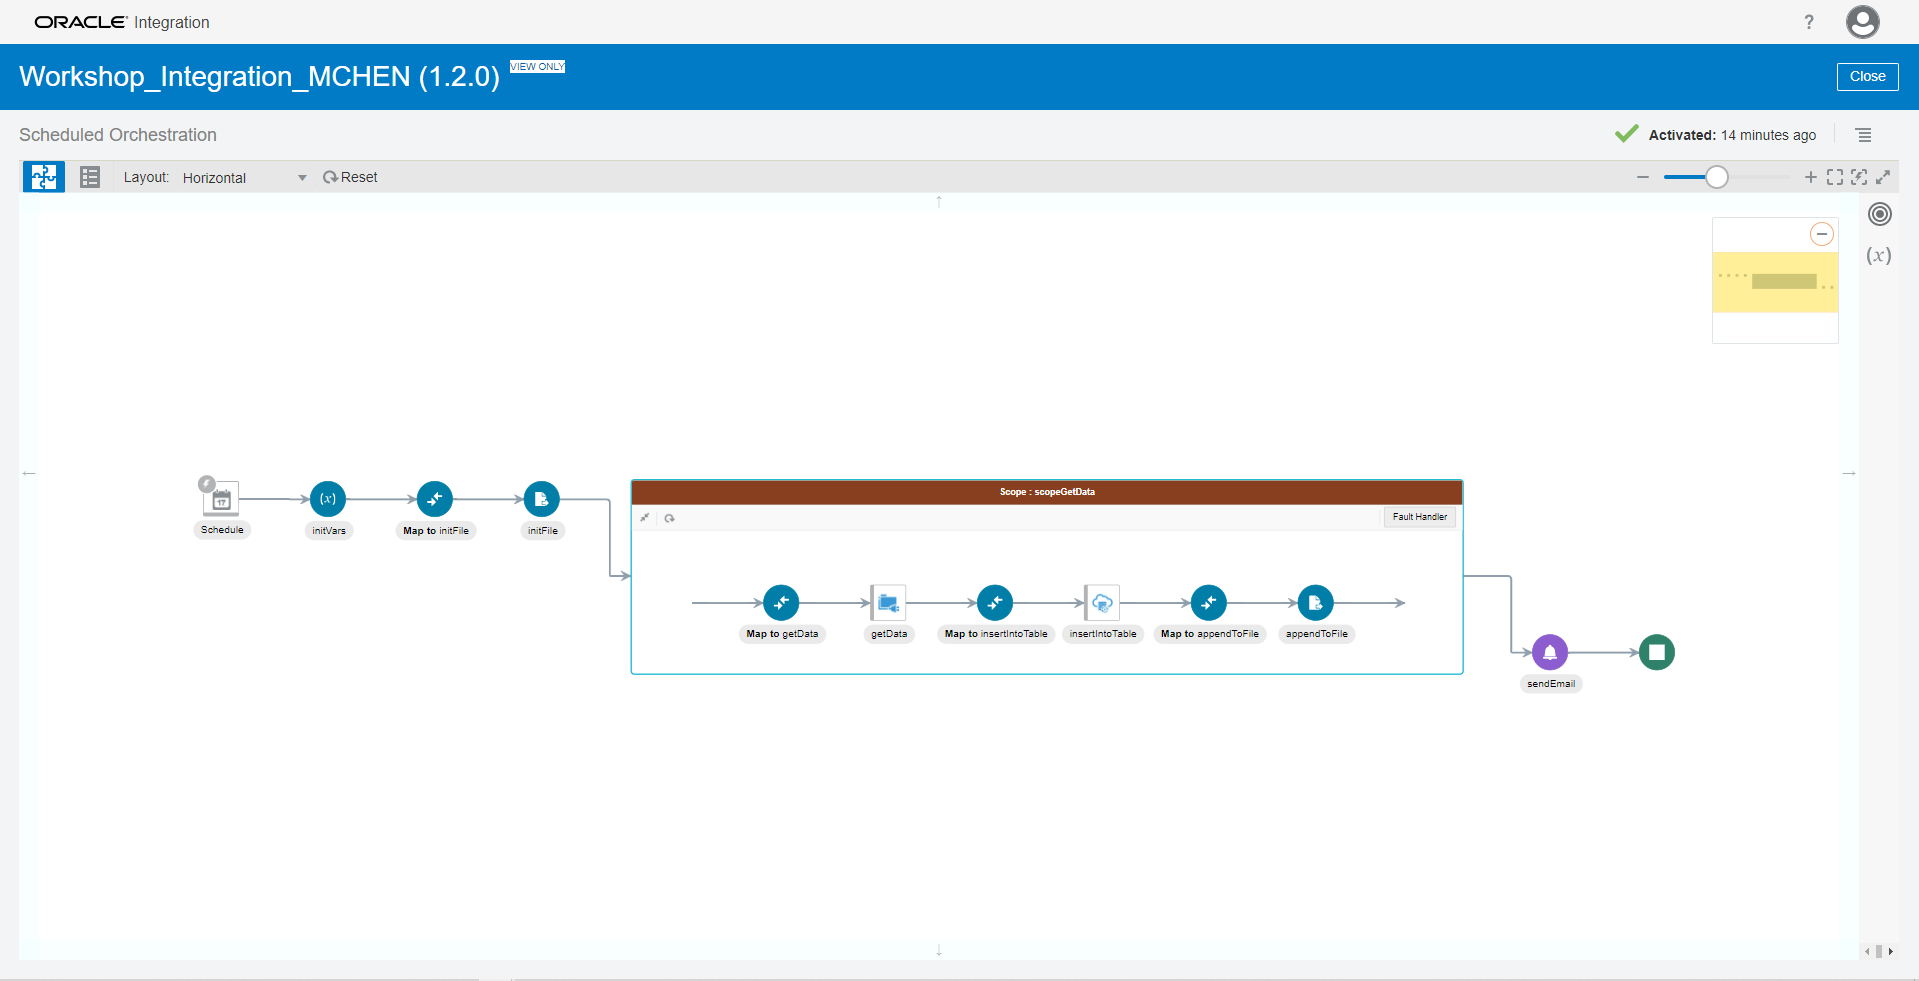 ORACLE Integration
?
Workshop_Integration_MCHEN (1.2.0) VIEW ONLY
Close
Scheduled Orchestration
Activated: 14 minutes ago
Layout: Horizontal
Reset
(x)
17
(x)
Schedule
initVars
Map to initFile
initFile
Scope : scopeGetData
Fault Handler
Map to getData
getData
Map to insertIntoTable
insertIntoTable
Map to appendToFile
appendToFile
sendEmail